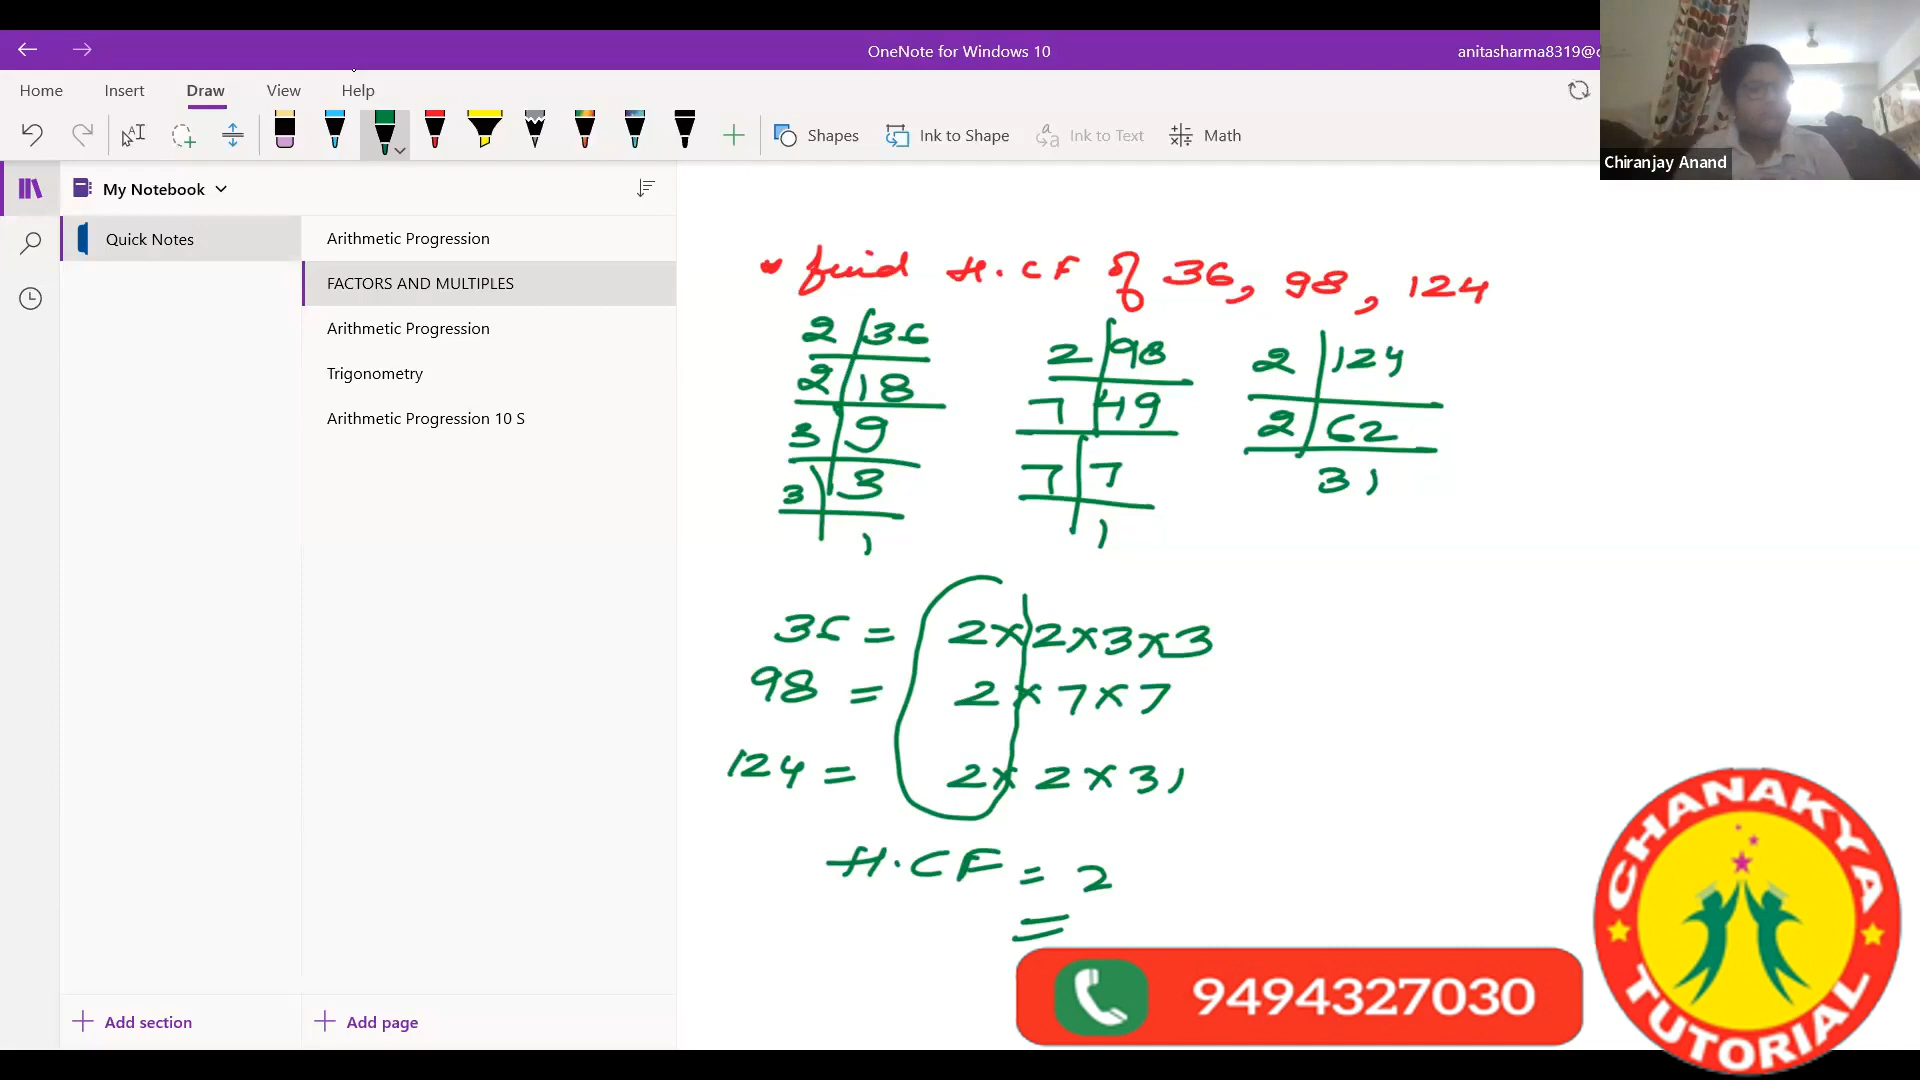 OneNote for Windows 10
anitasharma8319@
Home Insert Draw View Help
Shapes Ink to Shape Ink to Text Math
Chiranjay Anand
My Notebook
Quick Notes
Arithmetic Progression
FACTORS AND MULTIPLES
Arithmetic Progression
Trigonometry
Arithmetic Progression 10 S
• find H.CF of 36, 98, 124
2 36
2 18
3 9
3 3
1
2 98
7 49
7 7
1
2 124
2 62
31
36 = 2×2×3×3
98 = 2×7×7
124 = 2×2×31
H.CF = 2
Add section
Add page
9494327030
CHANAKYA
TUTORIAL